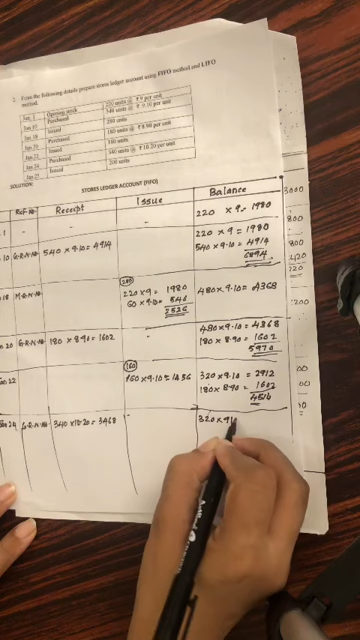 2. From the following details prepare stores ledger account using FIFO method and LIFO
method.
Jan. 1 Opening stock 220 units @ ₹ 9 per unit
Purchased 540 units @ ₹ 9.10 per unit
Issued 280 units
Jan 20 Purchased 180 units @ ₹ 8.90 per unit
Issued 160 units
Jan 24 Purchased 340 units @ ₹ 10.20 per unit
Issued 200 units
SOLUTION:
STORES LEDGER ACCOUNT (FIFO)
Ref. No Receipt Issue Balance
1 - - - 220 × 9 = 1980
220 × 9 = 1980
10 G.R.N.No 540 × 9.10 = 4914 - 540 × 9.10 = 4914
6894
280
18 M.R.No - 220 × 9 = 1980 480 × 9.10 = 4368
60 × 9.10 = 546
2526
480 × 9.10 = 4368
20 G.R.N.No 180 × 8.90 = 1602 - 180 × 8.90 = 1602
5970
160
22 160 × 9.10 = 1456 320 × 9.10 = 2912
180 × 8.90 = 1602
4514
24 G.R.N.No 340 × 10.20 = 3468 - 320 × 9.1